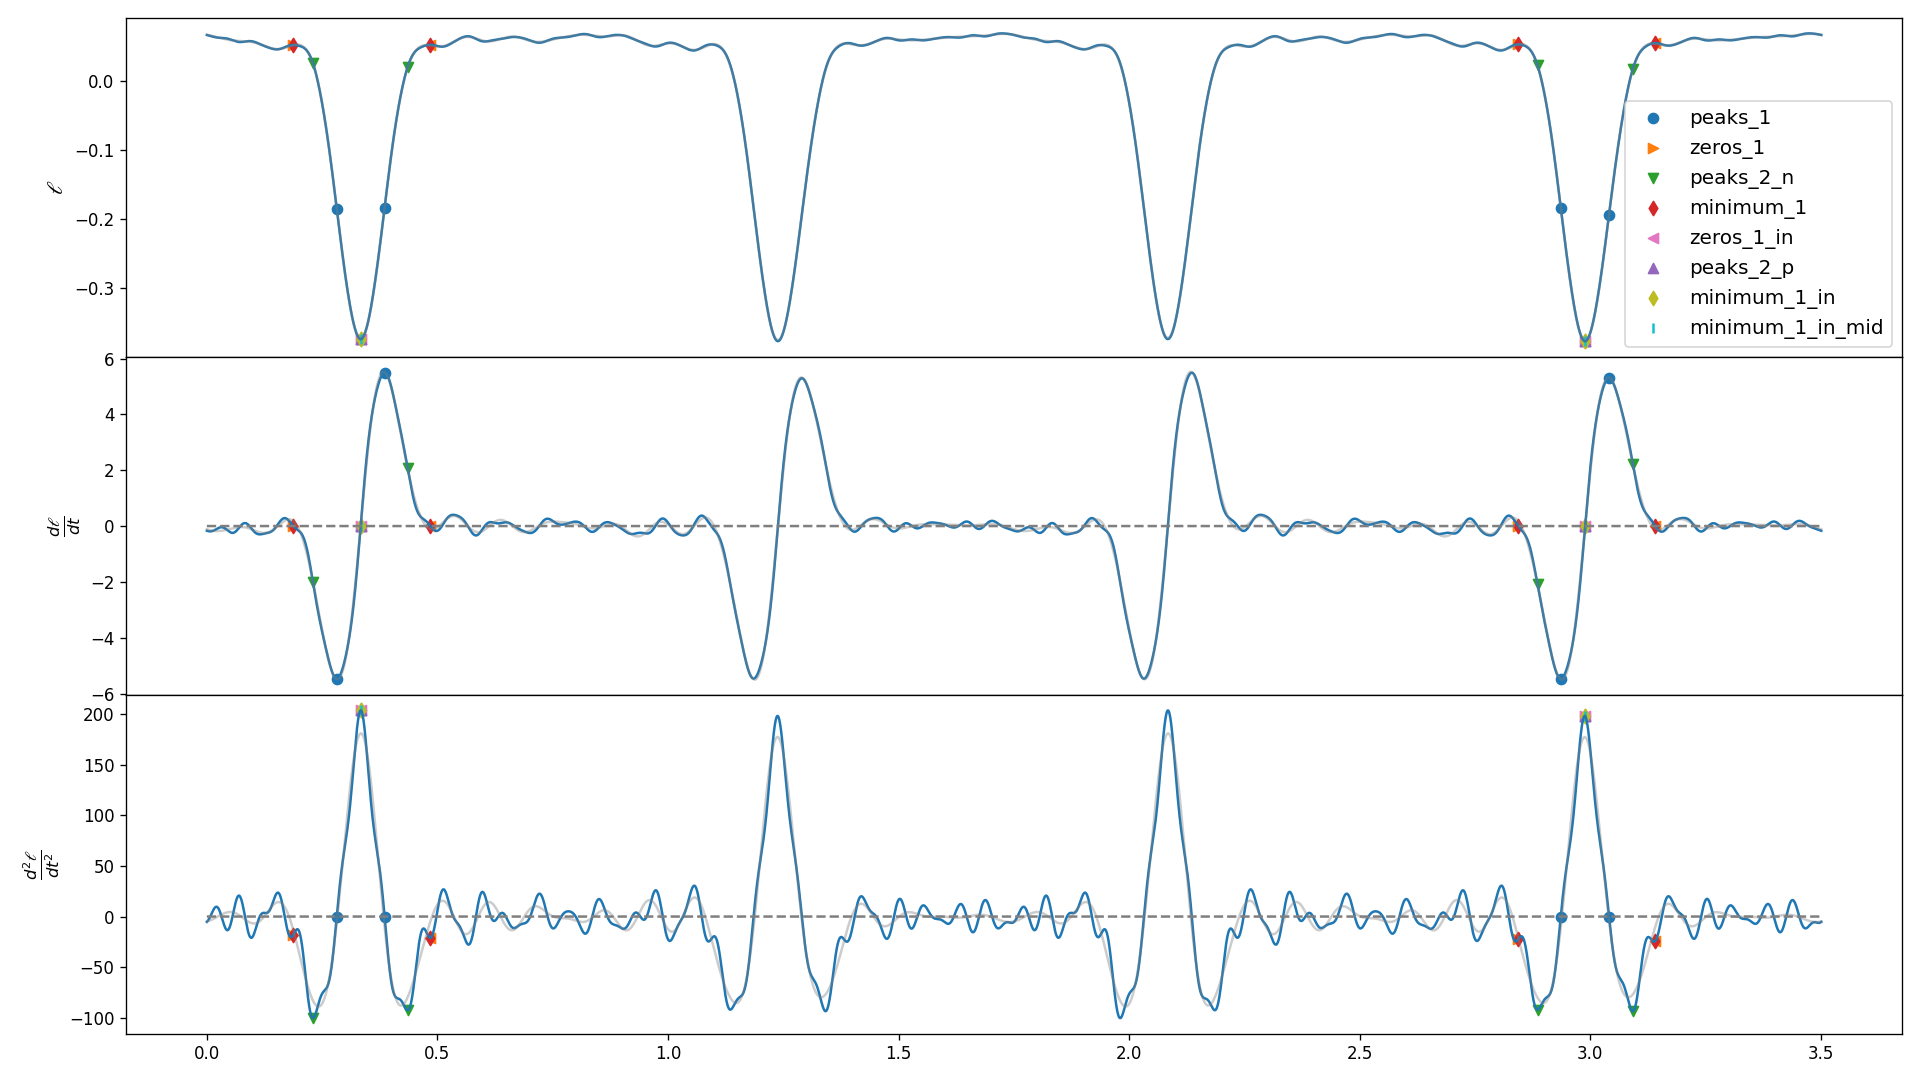 0.0
−0.1
−0.2
−0.3
ℓ
peaks_1
zeros_1
peaks_2_n
minimum_1
zeros_1_in
peaks_2_p
minimum_1_in
minimum_1_in_mid
6
4
2
0
−2
−4
−6
dℓ
dt
200
150
100
50
0
−50
−100
d²ℓ
dt²
0.0 0.5 1.0 1.5 2.0 2.5 3.0 3.5